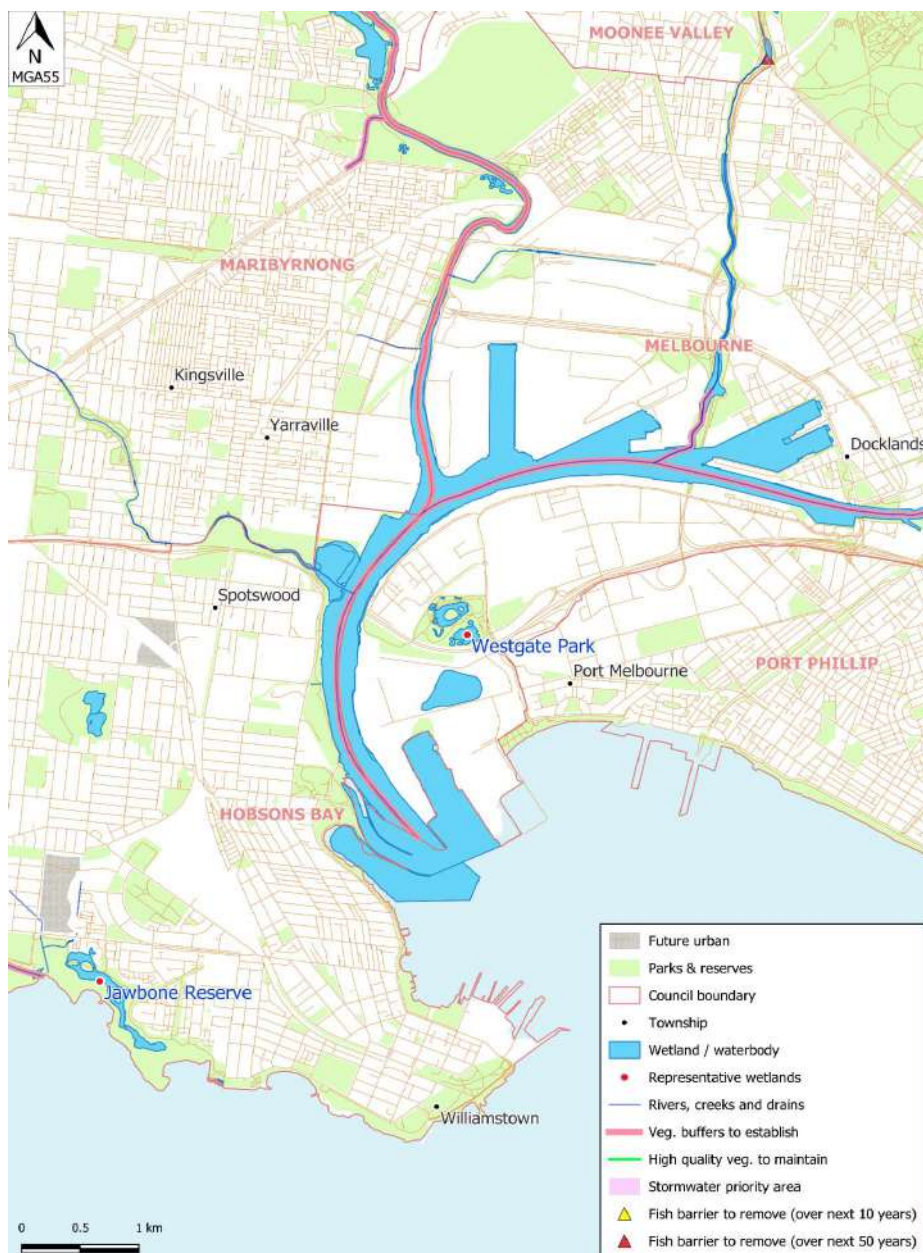 N
MGA55
MOONEE VALLEY
MARIBYRNONG
MELBOURNE
Kingsville
Yarraville
Docklands
Spotswood
Westgate Park
Port Melbourne
PORT PHILLIP
HOBSONS BAY
Jawbone Reserve
Williamstown
Future urban
Parks & reserves
Council boundary
Township
Wetland / waterbody
Representative wetlands
Rivers, creeks and drains
Veg. buffers to establish
High quality veg. to maintain
Stormwater priority area
Fish barrier to remove (over next 10 years)
Fish barrier to remove (over next 50 years)
0 0.5 1 km